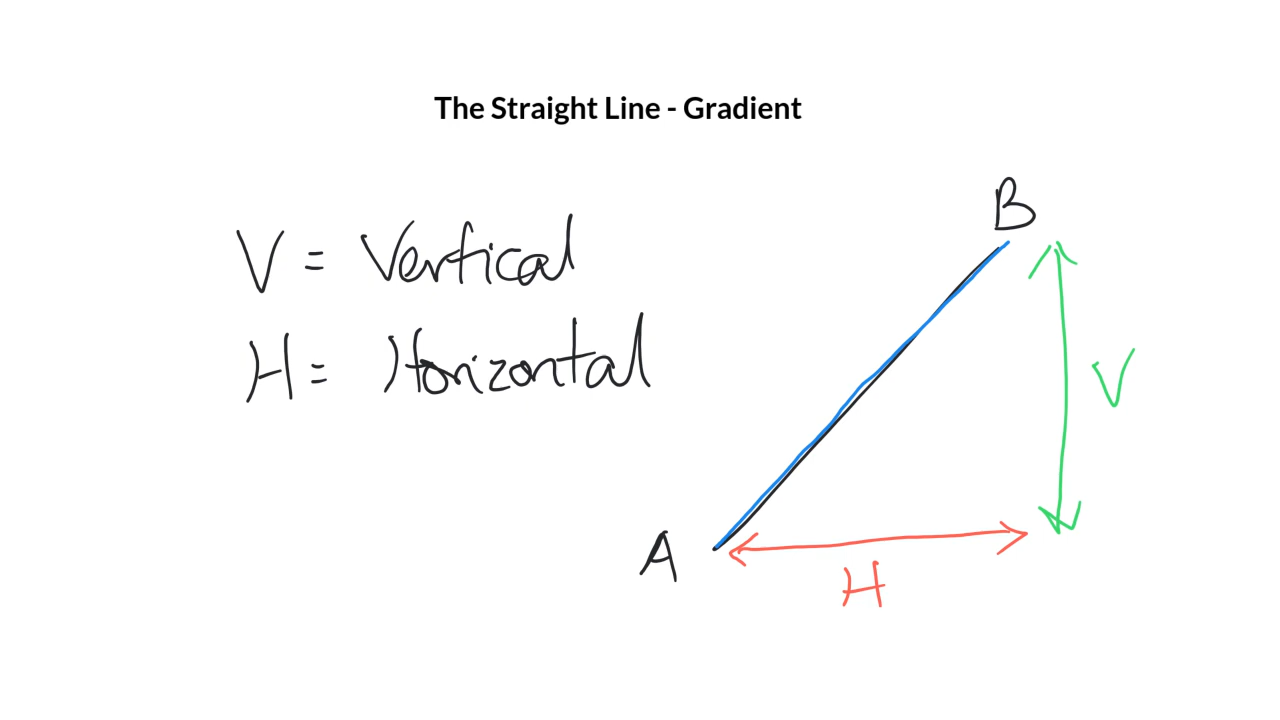 The Straight Line - Gradient
B
V = Vertical
V
H = Horizontal
A
H